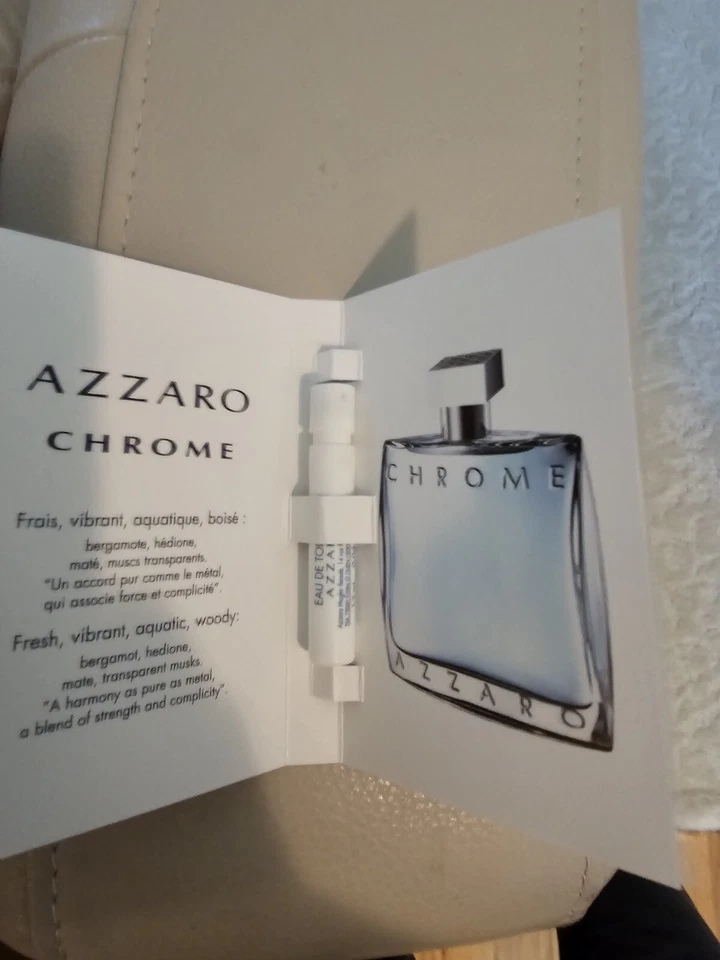 AZZARO
CHROME
Frais, vibrant, aquatique, boisé :
bergamote, hédione,
maté, muscs transparents.
"Un accord pur comme le métal,
qui associe force et complicité".
Fresh, vibrant, aquatic, woody:
bergamot, hedione,
mate, transparent musks.
"A harmony as pure as metal,
a blend of strength and complicity".
EAU DE
AZZA
CHROME
AZZARO